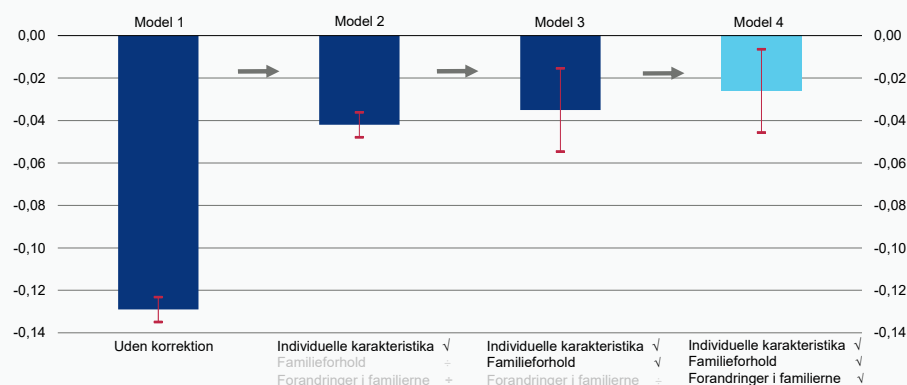 Model 1 Model 2 Model 3 Model 4
0,00 0,00
-0,02 -0,02
-0,04 -0,04
-0,06 -0,06
-0,08 -0,08
-0,10 -0,10
-0,12 -0,12
-0,14 -0,14
Uden korrektion
Individuelle karakteristika √
Familieforhold ÷
Forandringer i familierne ÷
Individuelle karakteristika √
Familieforhold √
Forandringer i familierne ÷
Individuelle karakteristika √
Familieforhold √
Forandringer i familierne √